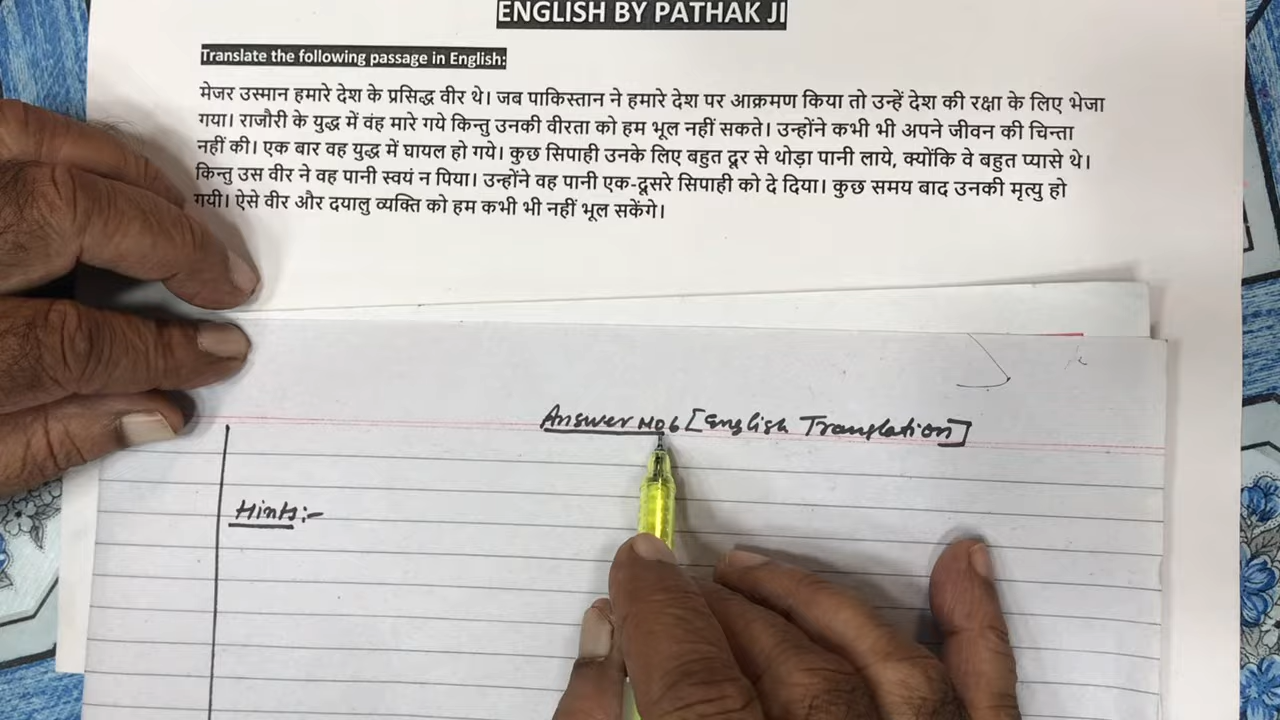 ENGLISH BY PATHAK JI
Translate the following passage in English:
मेजर उस्मान हमारे देश के प्रसिद्ध वीर थे। जब पाकिस्तान ने हमारे देश पर आक्रमण किया तो उन्हें देश की रक्षा के लिए भेजा
गया। राजौरी के युद्ध में वंह मारे गये किन्तु उनकी वीरता को हम भूल नहीं सकते। उन्होंने कभी भी अपने जीवन की चिन्ता
नहीं की। एक बार वह युद्ध में घायल हो गये। कुछ सिपाही उनके लिए बहुत दूर से थोड़ा पानी लाये, क्योंकि वे बहुत प्यासे थे।
किन्तु उस वीर ने वह पानी स्वयं न पिया। उन्होंने वह पानी एक-दूसरे सिपाही को दे दिया। कुछ समय बाद उनकी मृत्यु हो
गयी। ऐसे वीर और दयालु व्यक्ति को हम कभी भी नहीं भूल सकेंगे।
Answer No 6 [English Translation]
Hints:-